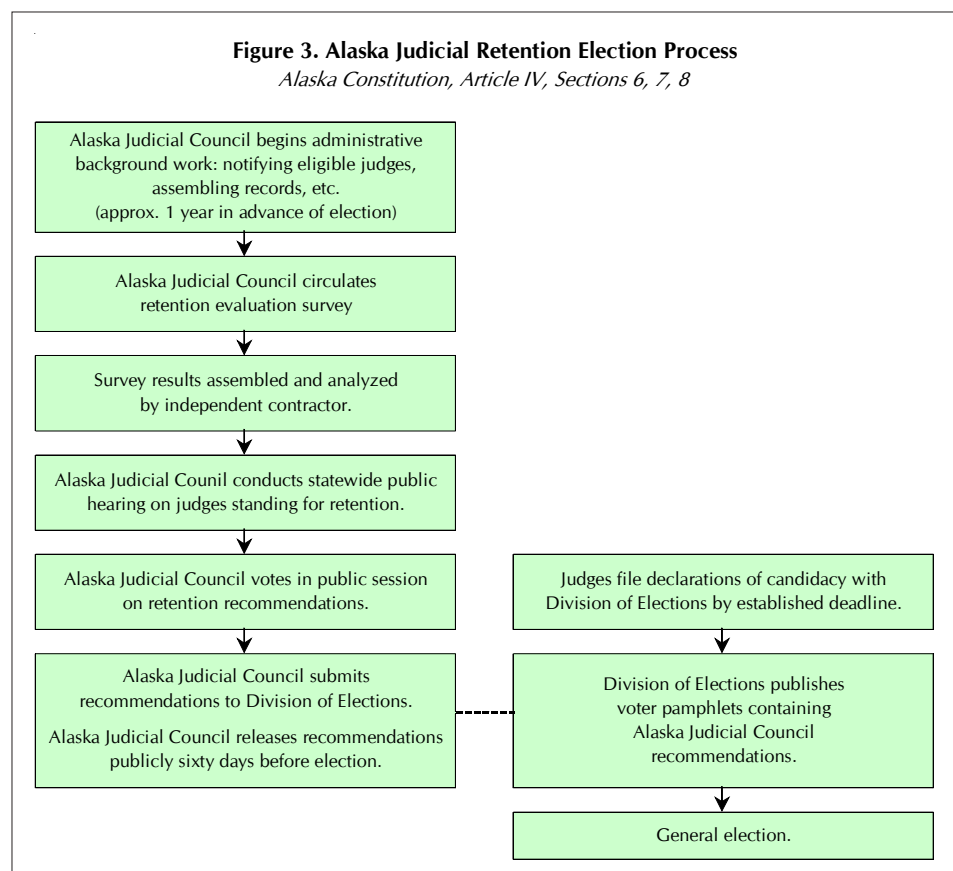 Figure 3. Alaska Judicial Retention Election Process
Alaska Constitution, Article IV, Sections 6, 7, 8
Alaska Judicial Council begins administrative
background work: notifying eligible judges,
assembling records, etc.
(approx. 1 year in advance of election)
Alaska Judicial Council circulates
retention evaluation survey
Survey results assembled and analyzed
by independent contractor.
Alaska Judicial Counil conducts statewide public
hearing on judges standing for retention.
Alaska Judicial Council votes in public session
on retention recommendations.
Alaska Judicial Council submits
recommendations to Division of Elections.
Alaska Judicial Council releases recommendations
publicly sixty days before election.
Judges file declarations of candidacy with
Division of Elections by established deadline.
Division of Elections publishes
voter pamphlets containing
Alaska Judicial Council
recommendations.
General election.